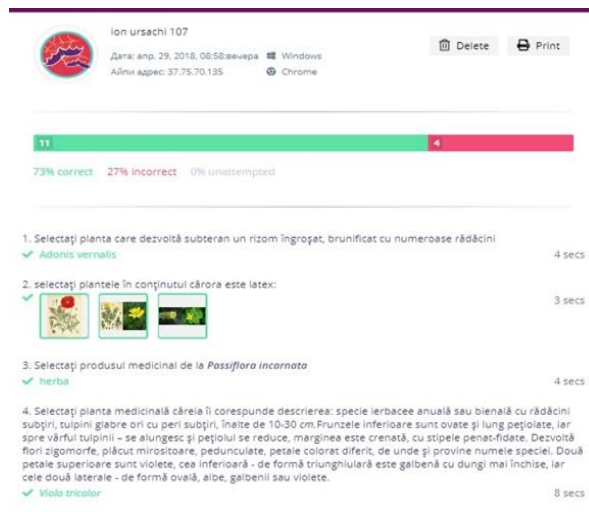 ion ursachi 107
Дата: апр. 29, 2018, 08:58:вечера Windows
Айпи адрес: 37.75.70.135 Chrome
Delete Print
11 4
73% correct 27% incorrect 0% unattempted
1. Selectați planta care dezvoltă subteran un rizom îngroșat, brunificat cu numeroase rădăcini
Adonis vernalis 4 secs
2. selectați plantele în conținutul cărora este latex:
3 secs
3. Selectați produsul medicinal de la Passiflora incarnata
herba 4 secs
4. Selectați planta medicinală căreia îi corespunde descrierea: specie ierbacee anuală sau bienală cu rădăcini
subțiri, tulpini glabre ori cu peri subțiri, înalte de 10-30 cm.Frunzele inferioare sunt ovate și lung pețiolate, iar
spre vârful tulpinii – se alungesc și pețiolul se reduce, marginea este crenată, cu stipele penat-fidate. Dezvoltă
flori zigomorfe, plăcut mirositoare, pedunculate, petale colorat diferit, de unde și provine numele speciei. Două
petale superioare sunt violete, cea inferioară - de formă triunghiulară este galbenă cu dungi mai închise, iar
cele două laterale - de formă ovală, albe, galbenii sau violete.
Viola tricolor 8 secs